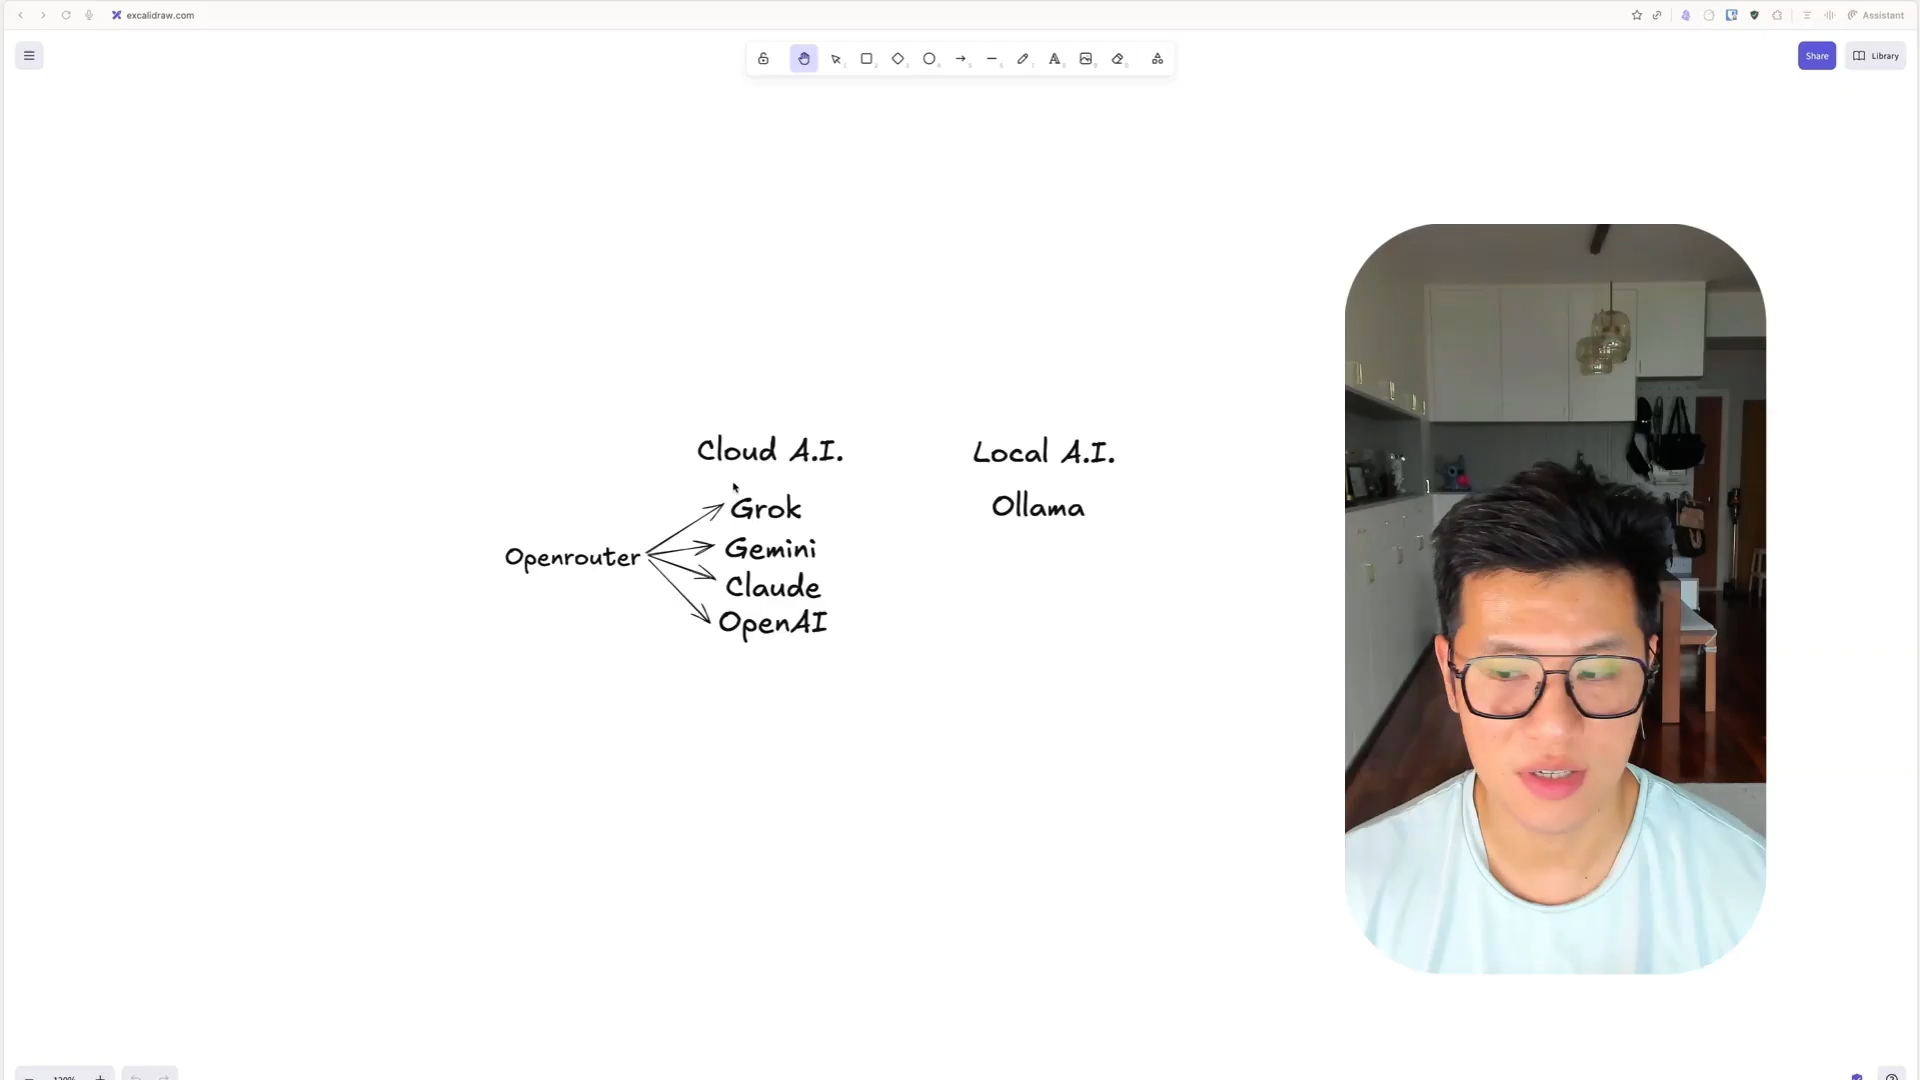 excalidraw.com
Assistant
Share
Library
Cloud A.I.
Local A.I.
Grok
Ollama
Gemini
Openrouter
Claude
OpenAI